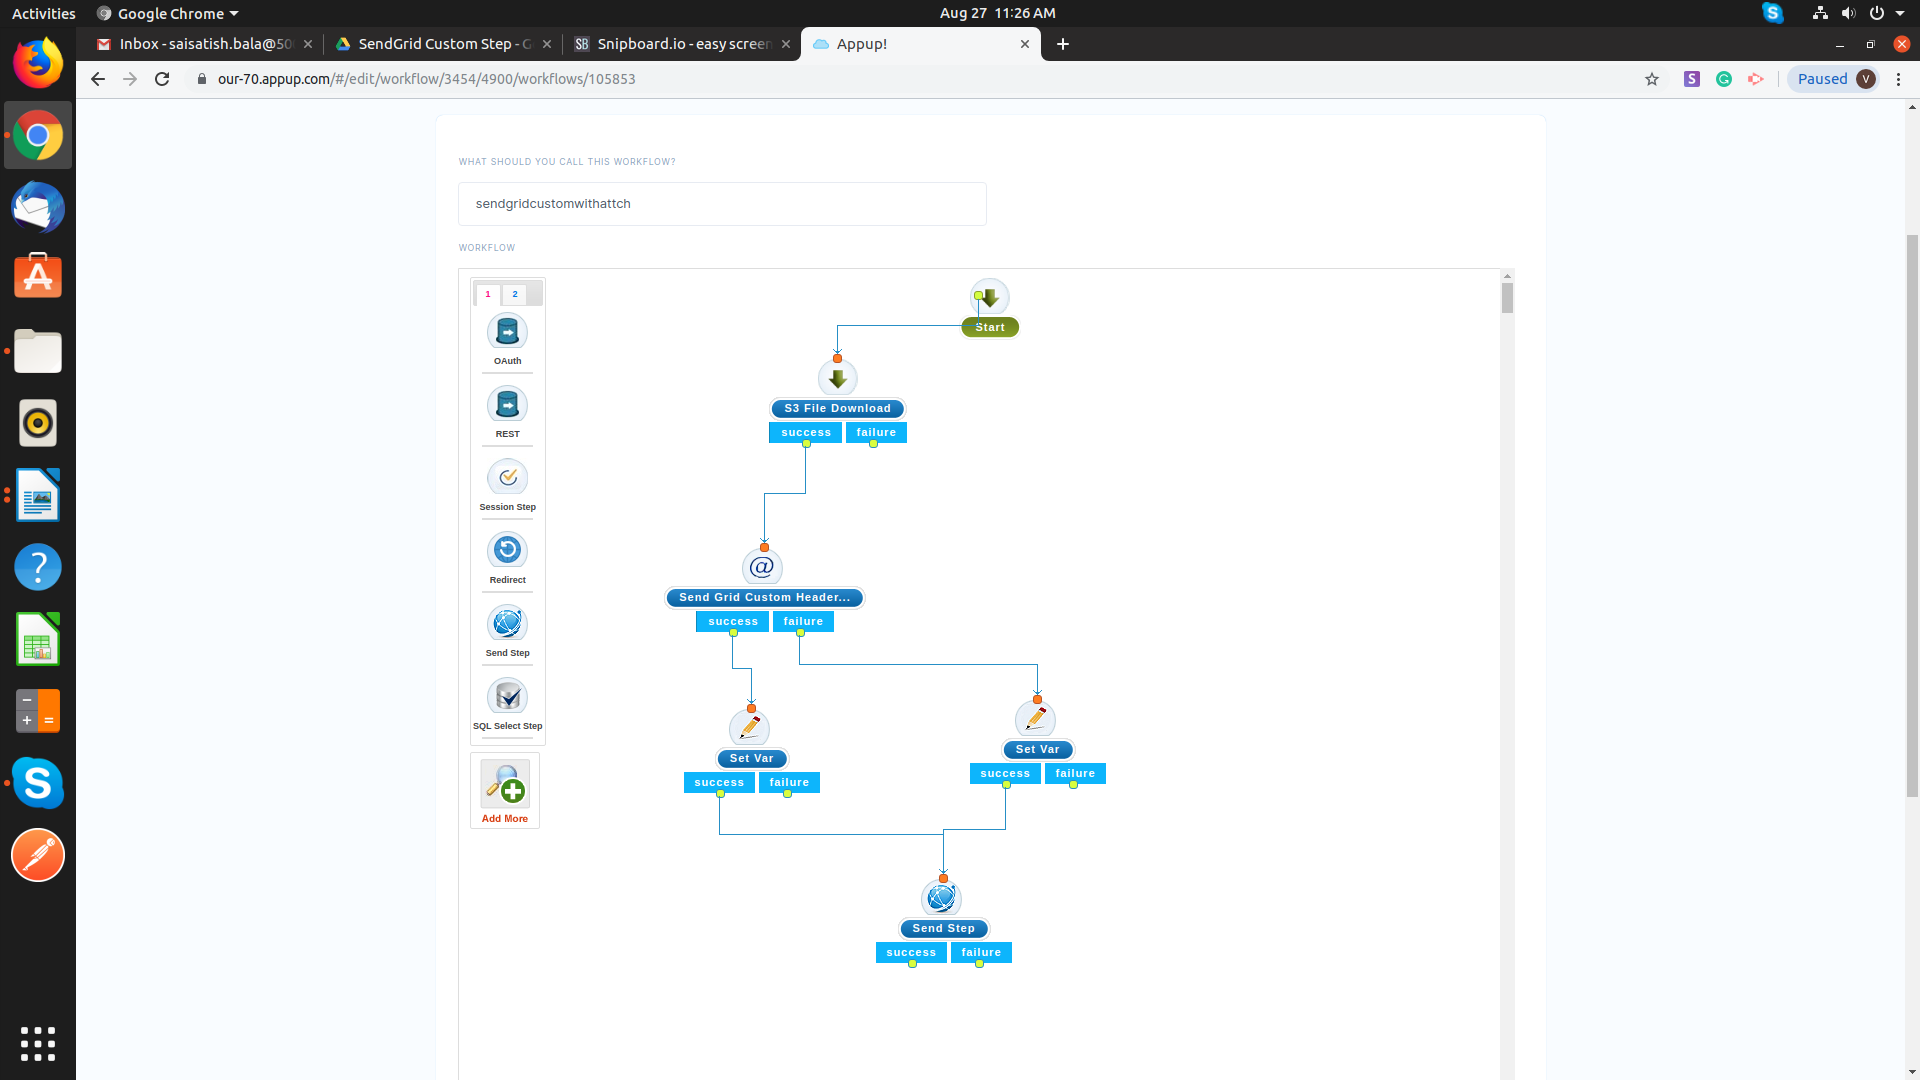 Activities
Google Chrome
Aug 27 11:26 AM
Inbox - saisatish.bala@50
SendGrid Custom Step - G
SB Snipboard.io - easy screen
Appup!
our-70.appup.com/#/edit/workflow/3454/4900/workflows/105853
S
G
Paused
V
WHAT SHOULD YOU CALL THIS WORKFLOW?
sendgridcustomwithattch
WORKFLOW
1 2
OAuth
REST
Session Step
Redirect
Send Step
SQL Select Step
Add More
Start
S3 File Download
success failure
@
Send Grid Custom Header...
success failure
Set Var
success failure
Set Var
success failure
Send Step
success failure